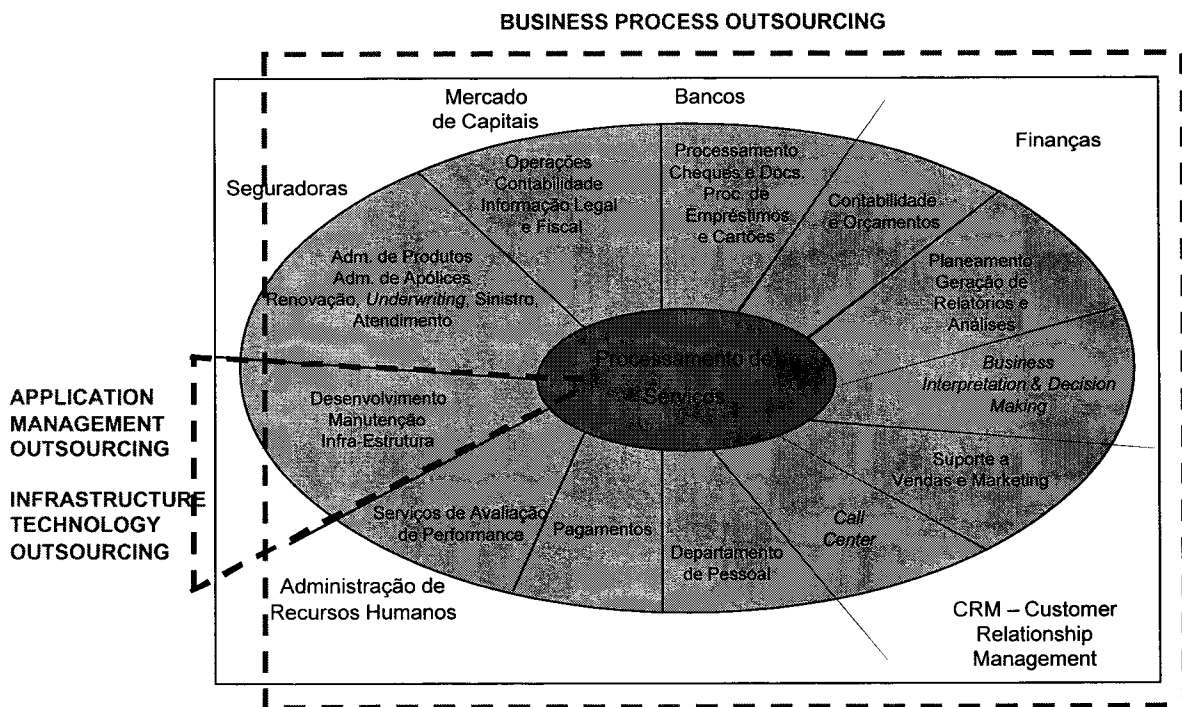 BUSINESS PROCESS OUTSOURCING
Mercado
de Capitais
Bancos
Finanças
Seguradoras
Operações
Contabilidade
Informação Legal
e Fiscal
Processamento
Cheques e Docs.
Proc. de
Empréstimos
e Cartões
Contabilidade
e Orçamentos
Adm. de Produtos
Adm. de Apólices
Renovação, Underwriting, Sinistro,
Atendimento
Planeamento
Geração de
Relatórios e
Análises
Processamento de
Serviços
Business
Interpretation & Decision
Making
APPLICATION
MANAGEMENT
OUTSOURCING
INFRASTRUCTURE
TECHNOLOGY
OUTSOURCING
Desenvolvimento
Manutenção
Infra-Estrutura
Suporte a
Vendas e Marketing
Serviços de Avaliação
de Performance
Pagamentos
Departamento
de Pessoal
Call
Center
Administração de
Recursos Humanos
CRM – Customer
Relationship
Management